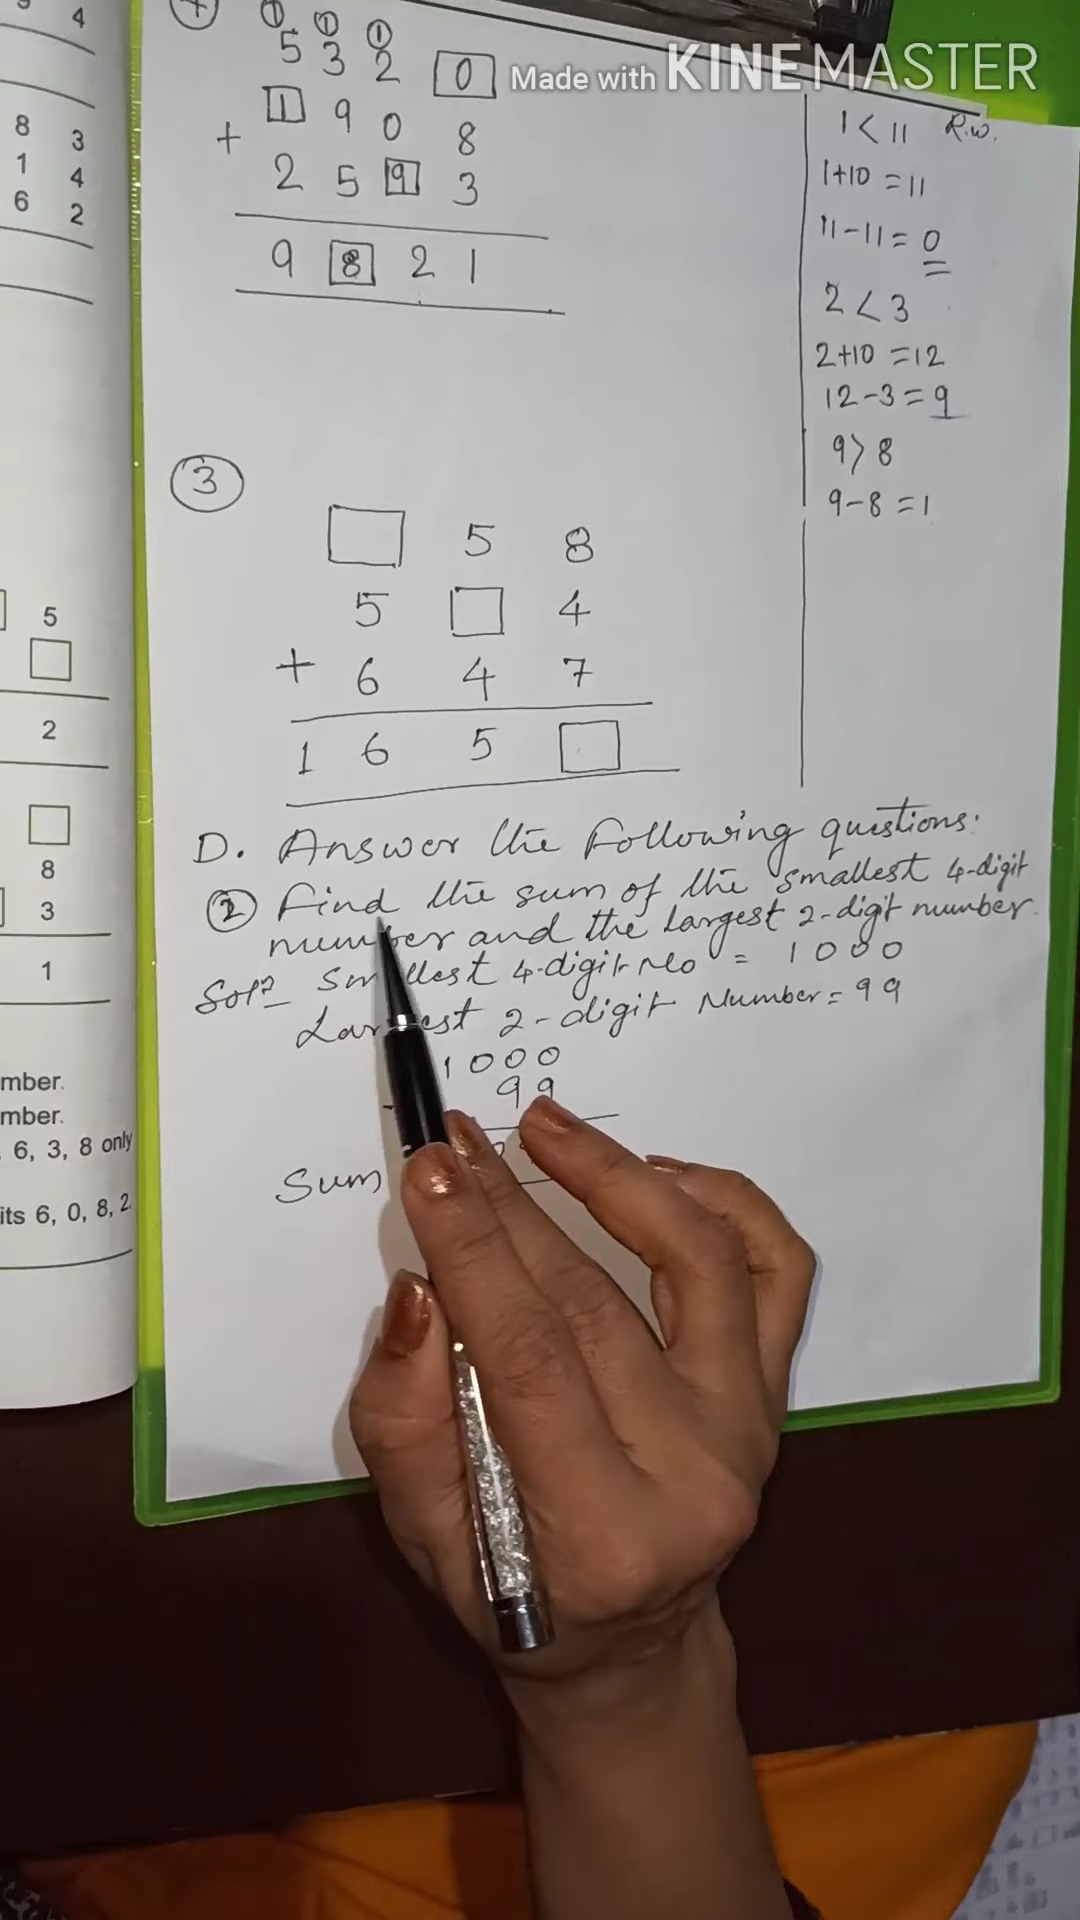 Made with KINEMASTER
4
8 3
1 4
6 2
5
2
8
3
1
mber.
mber.
6, 3, 8 only
its 6, 0, 8, 2
1 1 1
5 3 2 0
1 9 0 8
+ 2 5 9 3
9 8 2 1
1 < 11 R.W.
1+10 = 11
11-11 = 0
2 < 3
2+10 = 12
12-3 = 9
9 > 8
9-8 = 1
3
5 8
5 4
+ 6 4 7
1 6 5
D. Answer the following questions:
2 Find the sum of the smallest 4-digit
number and the largest 2-digit number.
Sol? Smallest 4-digit No = 1000
Largest 2-digit Number = 99
1000
99
Sum